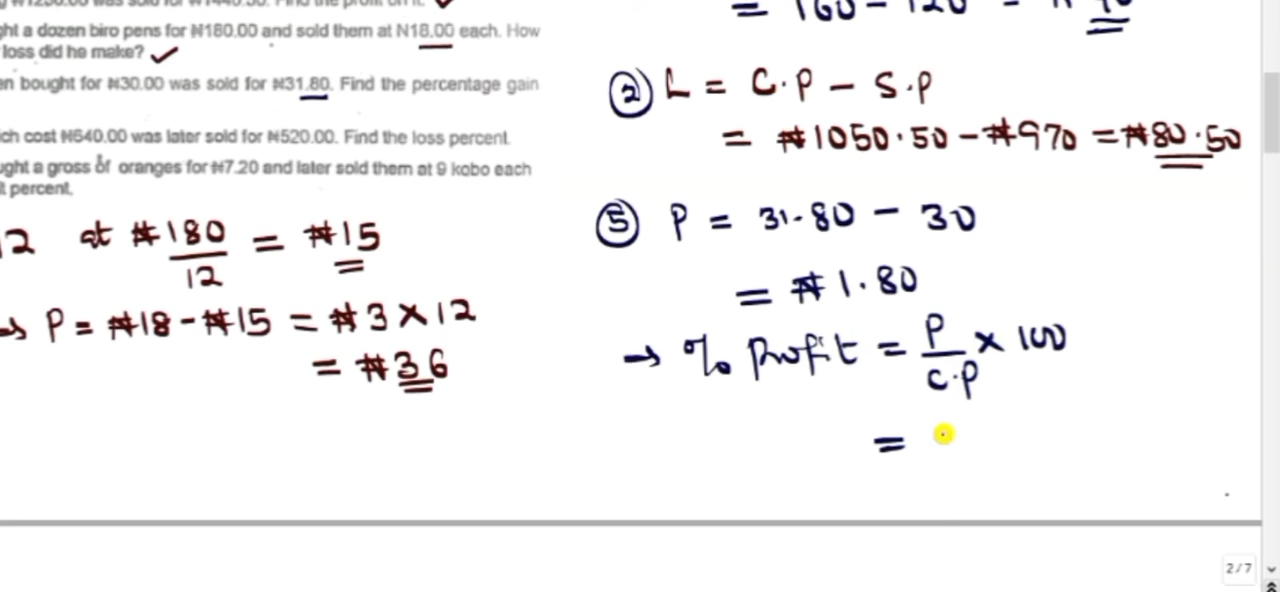 ght a dozen biro pens for ₦180.00 and sold them at N18.00 each. How
loss did he make?
en bought for ₦30.00 was sold for ₦31.80. Find the percentage gain
ich cost ₦640.00 was later sold for ₦520.00. Find the loss percent.
ught a gross of oranges for ₦7.20 and later sold them at 9 kobo each
t percent.
12 at ₦180/12 = ₦15
→ P = ₦18 - ₦15 = ₦3 × 12
= ₦36
= 160 - 120 =
② L = C.P - S.P
= ₦1050.50 - ₦970 = ₦80.50
⑤ P = 31.80 - 30
= ₦1.80
→ % Profit = P/C.P × 100
=
2/7